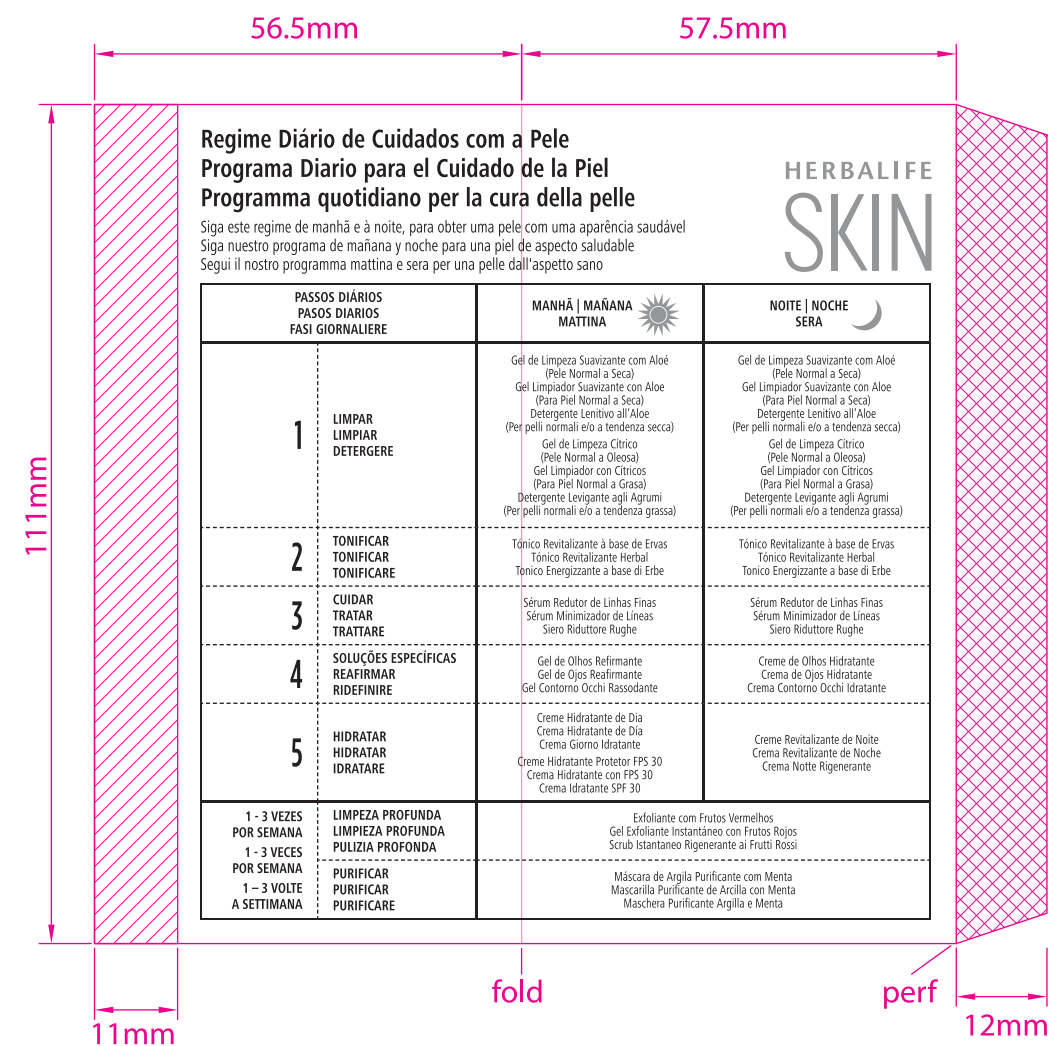 56.5mm
57.5mm
111mm
Regime Diário de Cuidados com a Pele
Programa Diario para el Cuidado de la Piel
Programma quotidiano per la cura della pelle
Siga este regime de manhã e à noite, para obter uma pele com uma aparência saudável
Siga nuestro programa de mañana y noche para una piel de aspecto saludable
Segui il nostro programma mattina e sera per una pelle dall'aspetto sano
HERBALIFE
SKIN
PASSOS DIÁRIOS
PASOS DIARIOS
FASI GIORNALIERE
MANHÃ | MAÑANA
MATTINA
NOITE | NOCHE
SERA
1
LIMPAR
LIMPIAR
DETERGERE
Gel de Limpeza Suavizante com Aloé
(Pele Normal a Seca)
Gel Limpiador Suavizante con Aloe
(Para Piel Normal a Seca)
Detergente Lenitivo all’Aloe
(Per pelli normali e/o a tendenza secca)
Gel de Limpeza Cítrico
(Pele Normal a Oleosa)
Gel Limpiador con Cítricos
(Para Piel Normal a Grasa)
Detergente Levigante agli Agrumi
(Per pelli normali e/o a tendenza grassa)
Gel de Limpeza Suavizante com Aloé
(Pele Normal a Seca)
Gel Limpiador Suavizante con Aloe
(Para Piel Normal a Seca)
Detergente Lenitivo all’Aloe
(Per pelli normali e/o a tendenza secca)
Gel de Limpeza Cítrico
(Pele Normal a Oleosa)
Gel Limpiador con Cítricos
(Para Piel Normal a Grasa)
Detergente Levigante agli Agrumi
(Per pelli normali e/o a tendenza grassa)
2
TONIFICAR
TONIFICAR
TONIFICARE
Tónico Revitalizante à base de Ervas
Tónico Revitalizante Herbal
Tonico Energizzante a base di Erbe
Tónico Revitalizante à base de Ervas
Tónico Revitalizante Herbal
Tonico Energizzante a base di Erbe
3
CUIDAR
TRATAR
TRATTARE
Sérum Redutor de Linhas Finas
Sérum Minimizador de Líneas
Siero Riduttore Rughe
Sérum Redutor de Linhas Finas
Sérum Minimizador de Líneas
Siero Riduttore Rughe
4
SOLUÇÕES ESPECÍFICAS
REAFIRMAR
RIDEFINIRE
Gel de Olhos Refirmante
Gel de Ojos Reafirmante
Gel Contorno Occhi Rassodante
Creme de Olhos Hidratante
Crema de Ojos Hidratante
Crema Contorno Occhi Idratante
5
HIDRATAR
HIDRATAR
IDRATARE
Creme Hidratante de Dia
Crema Hidratante de Día
Crema Giorno Idratante
Creme Hidratante Protetor FPS 30
Crema Hidratante con FPS 30
Crema Idratante SPF 30
Creme Revitalizante de Noite
Crema Revitalizante de Noche
Crema Notte Rigenerante
1 - 3 VEZES
POR SEMANA
1 - 3 VECES
POR SEMANA
1 – 3 VOLTE
A SETTIMANA
LIMPEZA PROFUNDA
LIMPIEZA PROFUNDA
PULIZIA PROFONDA
Exfoliante com Frutos Vermelhos
Gel Exfoliante Instantáneo con Frutos Rojos
Scrub Istantaneo Rigenerante ai Frutti Rossi
PURIFICAR
PURIFICAR
PURIFICARE
Máscara de Argila Purificante com Menta
Mascarilla Purificante de Arcilla con Menta
Maschera Purificante Argilla e Menta
fold
perf
11mm
12mm